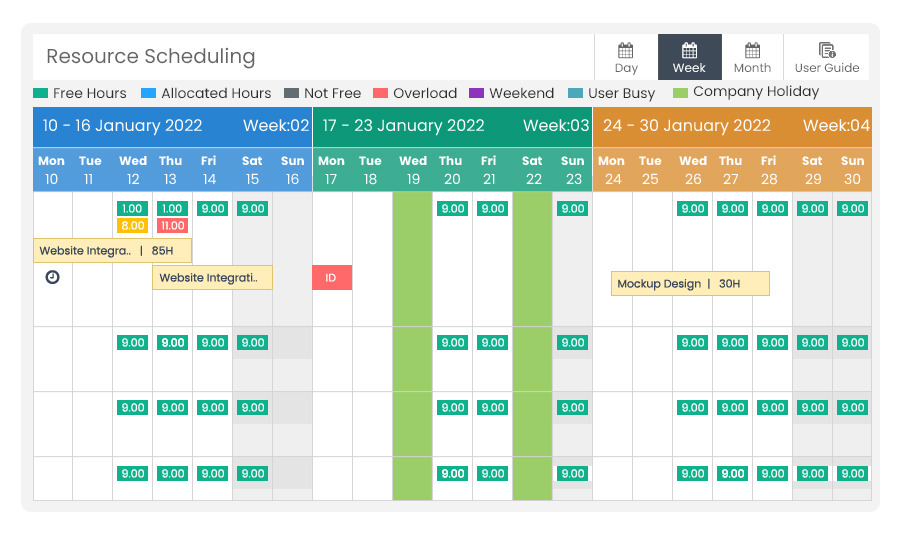 Resource Scheduling
Day Week Month User Guide
Free Hours Allocated Hours Not Free Overload Weekend User Busy Company Holiday
10 - 16 January 2022 Week:02 17 - 23 January 2022 Week:03 24 - 30 January 2022 Week:04
Mon Tue Wed Thu Fri Sat Sun Mon Tue Wed Thu Fri Sat Sun Mon Tue Wed Thu Fri Sat Sun
10 11 12 13 14 15 16 17 18 19 20 21 22 23 24 25 26 27 28 29 30
1.00 1.00 9.00 9.00 9.00 9.00 9.00 9.00 9.00 9.00 9.00 9.00
8.00 11.00
Website Integra.. | 85H
Website Integrati.. ID Mockup Design | 30H
9.00 9.00 9.00 9.00 9.00 9.00 9.00 9.00 9.00 9.00 9.00 9.00
9.00 9.00 9.00 9.00 9.00 9.00 9.00 9.00 9.00 9.00 9.00 9.00
9.00 9.00 9.00 9.00 9.00 9.00 9.00 9.00 9.00 9.00 9.00 9.00